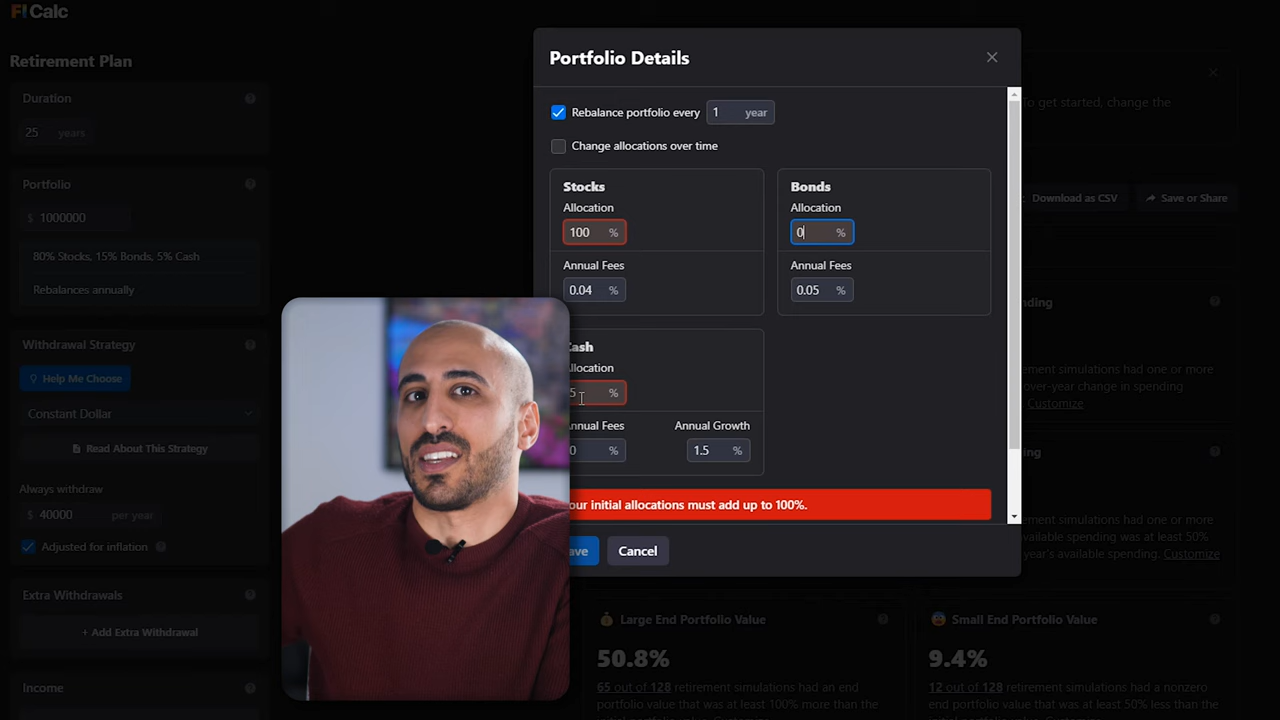 FI Calc
Retirement Plan
Duration
25 years
Portfolio
$ 1000000
80% Stocks, 15% Bonds, 5% Cash
Rebalances annually
Withdrawal Strategy
Help Me Choose
Constant Dollar
Read About This Strategy
Always withdraw
$ 40000 per year
Adjusted for inflation
Extra Withdrawals
+ Add Extra Withdrawal
Income
Portfolio Details
Rebalance portfolio every 1 year
Change allocations over time
Stocks
Allocation
100 %
Annual Fees
0.04 %
Bonds
Allocation
0 %
Annual Fees
0.05 %
Cash
Allocation
5 %
Annual Fees
0 %
Annual Growth
1.5 %
our initial allocations must add up to 100%.
ave
Cancel
To get started, change the
Download as CSV
Save or Share
nding
ement simulations had one or more
over-year change in spending
Customize
ng
ement simulations had one or more
vailable spending was at least 50%
year's available spending. Customize
Large End Portfolio Value
50.8%
65 out of 128 retirement simulations had an end
portfolio value that was at least 100% more than the
Small End Portfolio Value
9.4%
12 out of 128 retirement simulations had a nonzero
end portfolio value that was at least 50% less than the